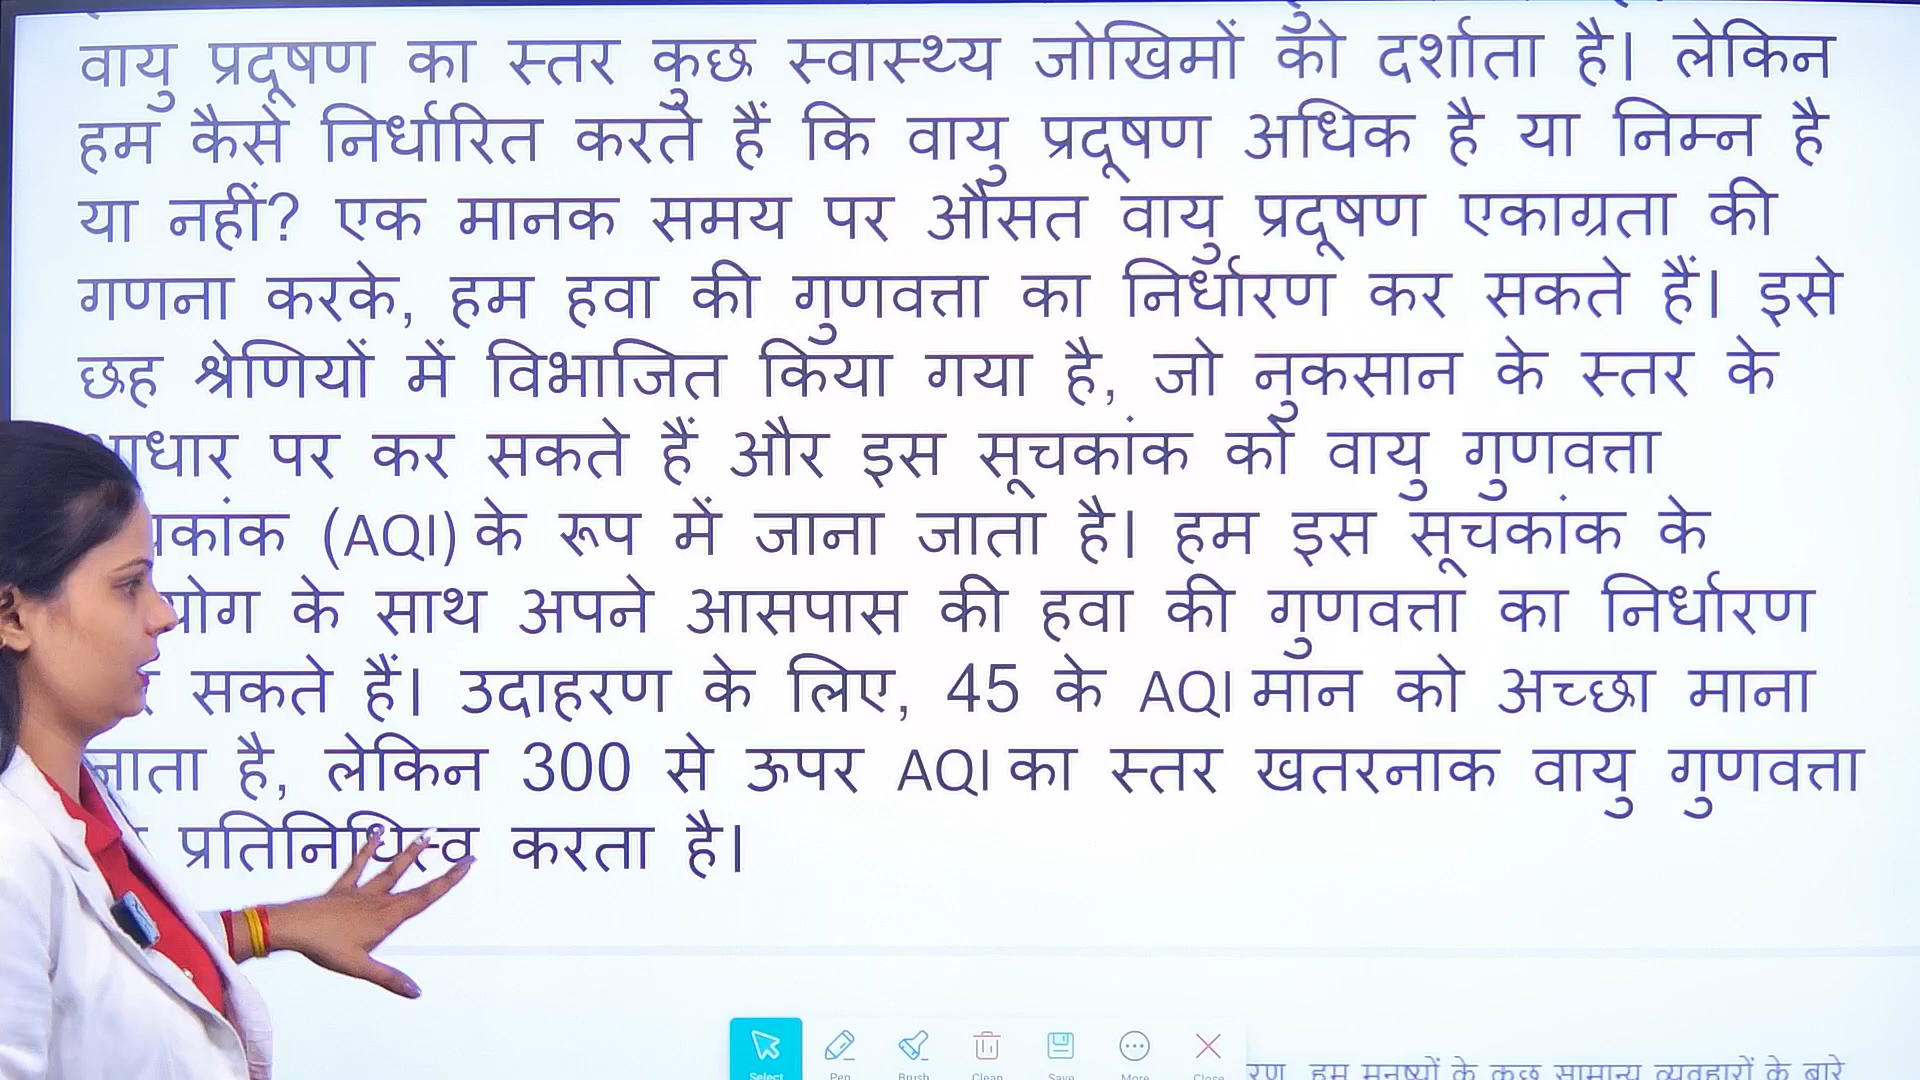 वायु प्रदूषण का स्तर कुछ स्वास्थ्य जोखिमों को दर्शाता है। लेकिन
हम कैसे निर्धारित करते हैं कि वायु प्रदूषण अधिक है या निम्न है
या नहीं? एक मानक समय पर औसत वायु प्रदूषण एकाग्रता की
गणना करके, हम हवा की गुणवत्ता का निर्धारण कर सकते हैं। इसे
छह श्रेणियों में विभाजित किया गया है, जो नुकसान के स्तर के
पर कर सकते हैं और इस सूचकांक को वायु गुणवत्ता
(AQI) के रूप में जाना जाता है। हम इस सूचकांक के
के साथ अपने आसपास की हवा की गुणवत्ता का निर्धारण
सकते हैं। उदाहरण के लिए, 45 के AQI मान को अच्छा माना
जाता है, लेकिन 300 से ऊपर AQI का स्तर खतरनाक वायु गुणवत्ता
प्रतिनिधित्व करता है।
Select Pen Brush Clean Save More Close
हम मनुष्यों के कुछ सामान्य व्यवहारों के बारे